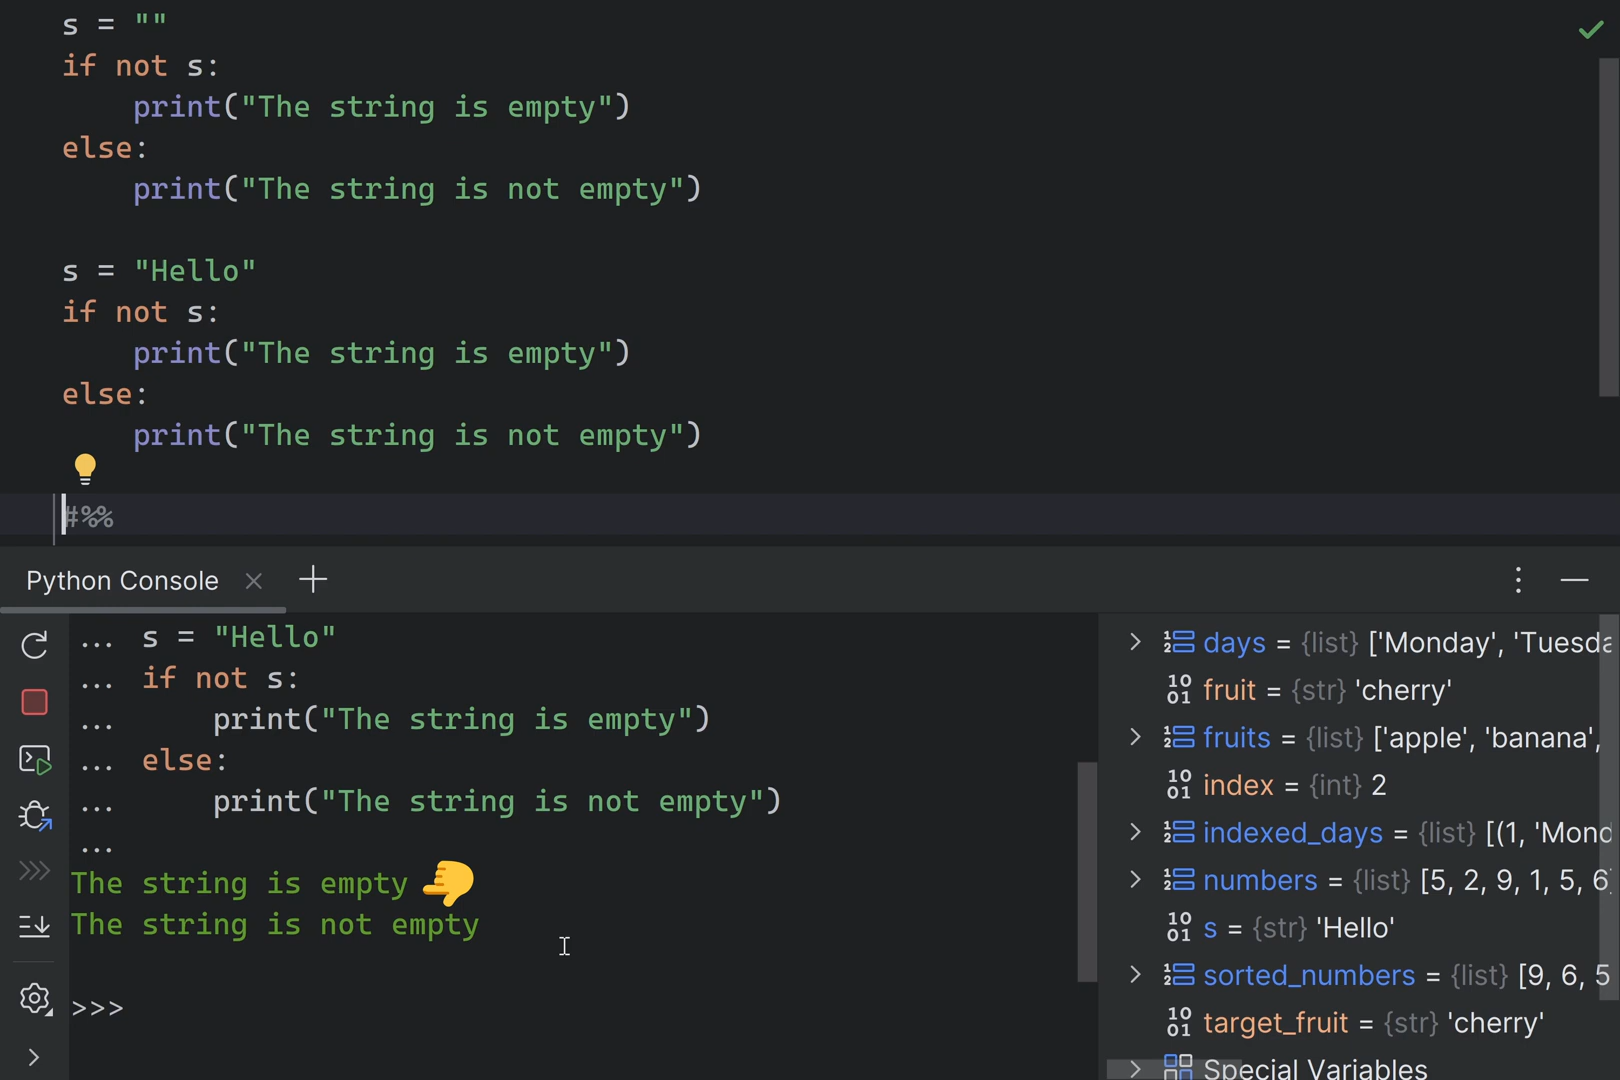 s = ""
if not s:
    print("The string is empty")
else:
    print("The string is not empty")
s = "Hello"
if not s:
    print("The string is empty")
else:
    print("The string is not empty")
#%%
Python Console
... s = "Hello"
... if not s:
...     print("The string is empty")
... else:
...     print("The string is not empty")
...
The string is empty
The string is not empty
>>>
days = {list} ['Monday', 'Tuesda
fruit = {str} 'cherry'
fruits = {list} ['apple', 'banana',
index = {int} 2
indexed_days = {list} [(1, 'Mond
numbers = {list} [5, 2, 9, 1, 5, 6]
s = {str} 'Hello'
sorted_numbers = {list} [9, 6, 5
target_fruit = {str} 'cherry'
Special Variables